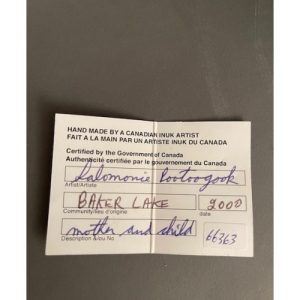 HAND MADE BY A CANADIAN INUK ARTIST
FAIT A LA MAIN PAR UN ARTISTE INUK DU CANADA
Certified by the Government of Canada
Authenticité certifiée par le gouvernement du Canada
Salomonie Pootoogook
Artist/Artiste
BAKER LAKE 2000
Community/lieu d'origine date
mother and child 66363
Description &/ou No